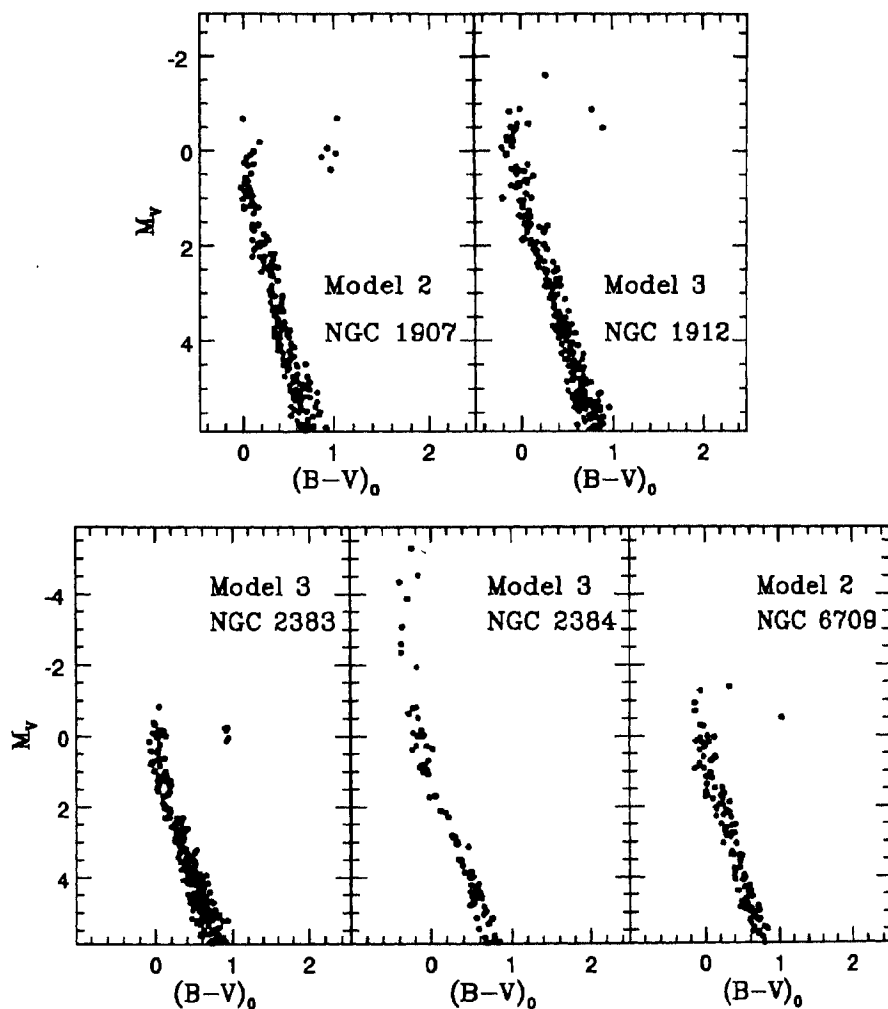 -2
0
2
4
M_V
Model 2
NGC 1907
Model 3
NGC 1912
0 1 2 0 1 2
(B-V)₀ (B-V)₀
-4
-2
0
2
4
M_V
Model 3
NGC 2383
Model 3
NGC 2384
Model 2
NGC 6709
0 1 0 1 2 0 1 2
(B-V)₀ (B-V)₀ (B-V)₀